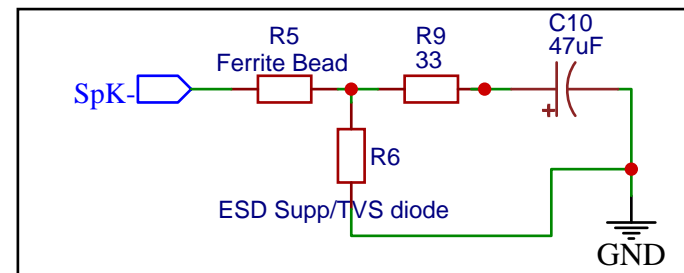 C10
R5
R9
47uF
Ferrite Bead
33
SpK-
+
R6
ESD Supp/TVS diode
GND